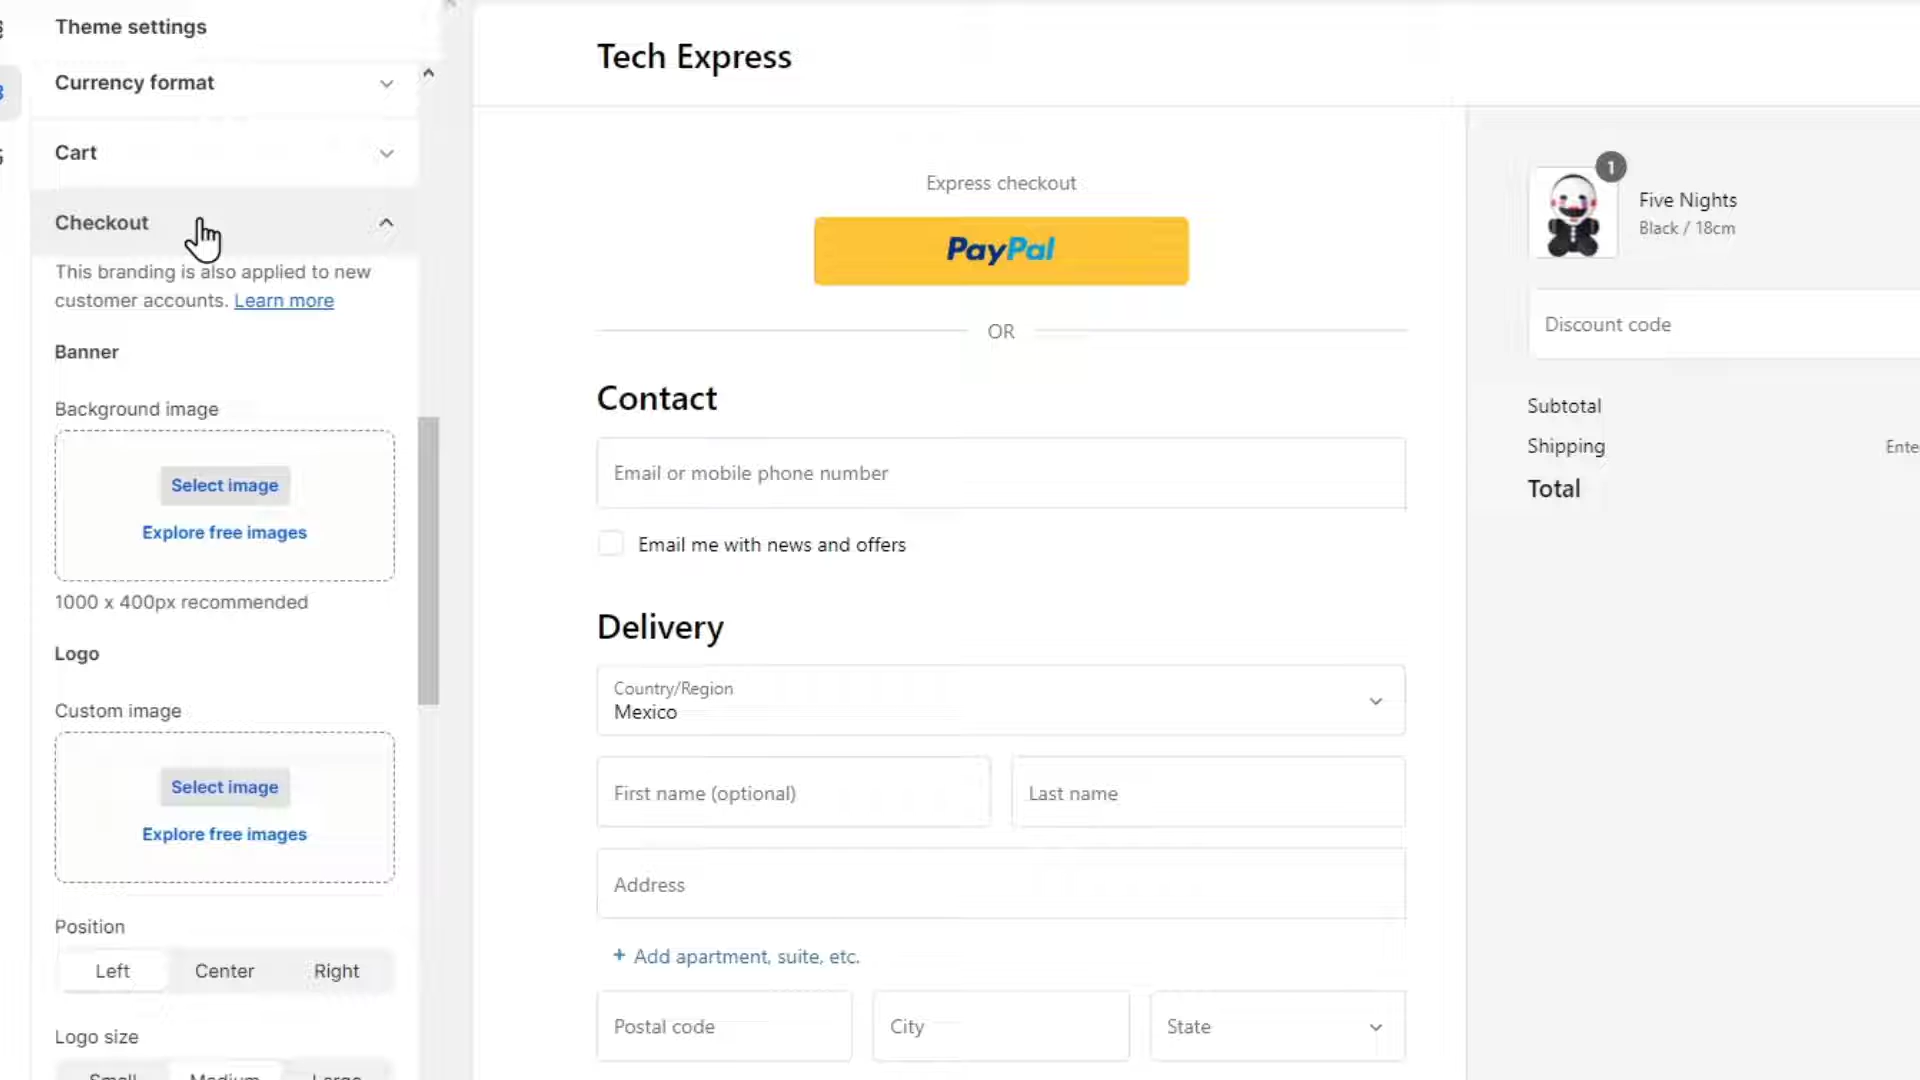 Theme settings
Currency format
Cart
Checkout
This branding is also applied to new
customer accounts. Learn more
Banner
Background image
Select image
Explore free images
1000 x 400px recommended
Logo
Custom image
Select image
Explore free images
Position
Left Center Right
Logo size
Small Medium Large
Tech Express
Express checkout
PayPal
OR
Contact
Email or mobile phone number
Email me with news and offers
Delivery
Country/Region
Mexico
First name (optional) Last name
Address
+ Add apartment, suite, etc.
Postal code City State
1
Five Nights
Black / 18cm
Discount code
Subtotal
Shipping Ente
Total